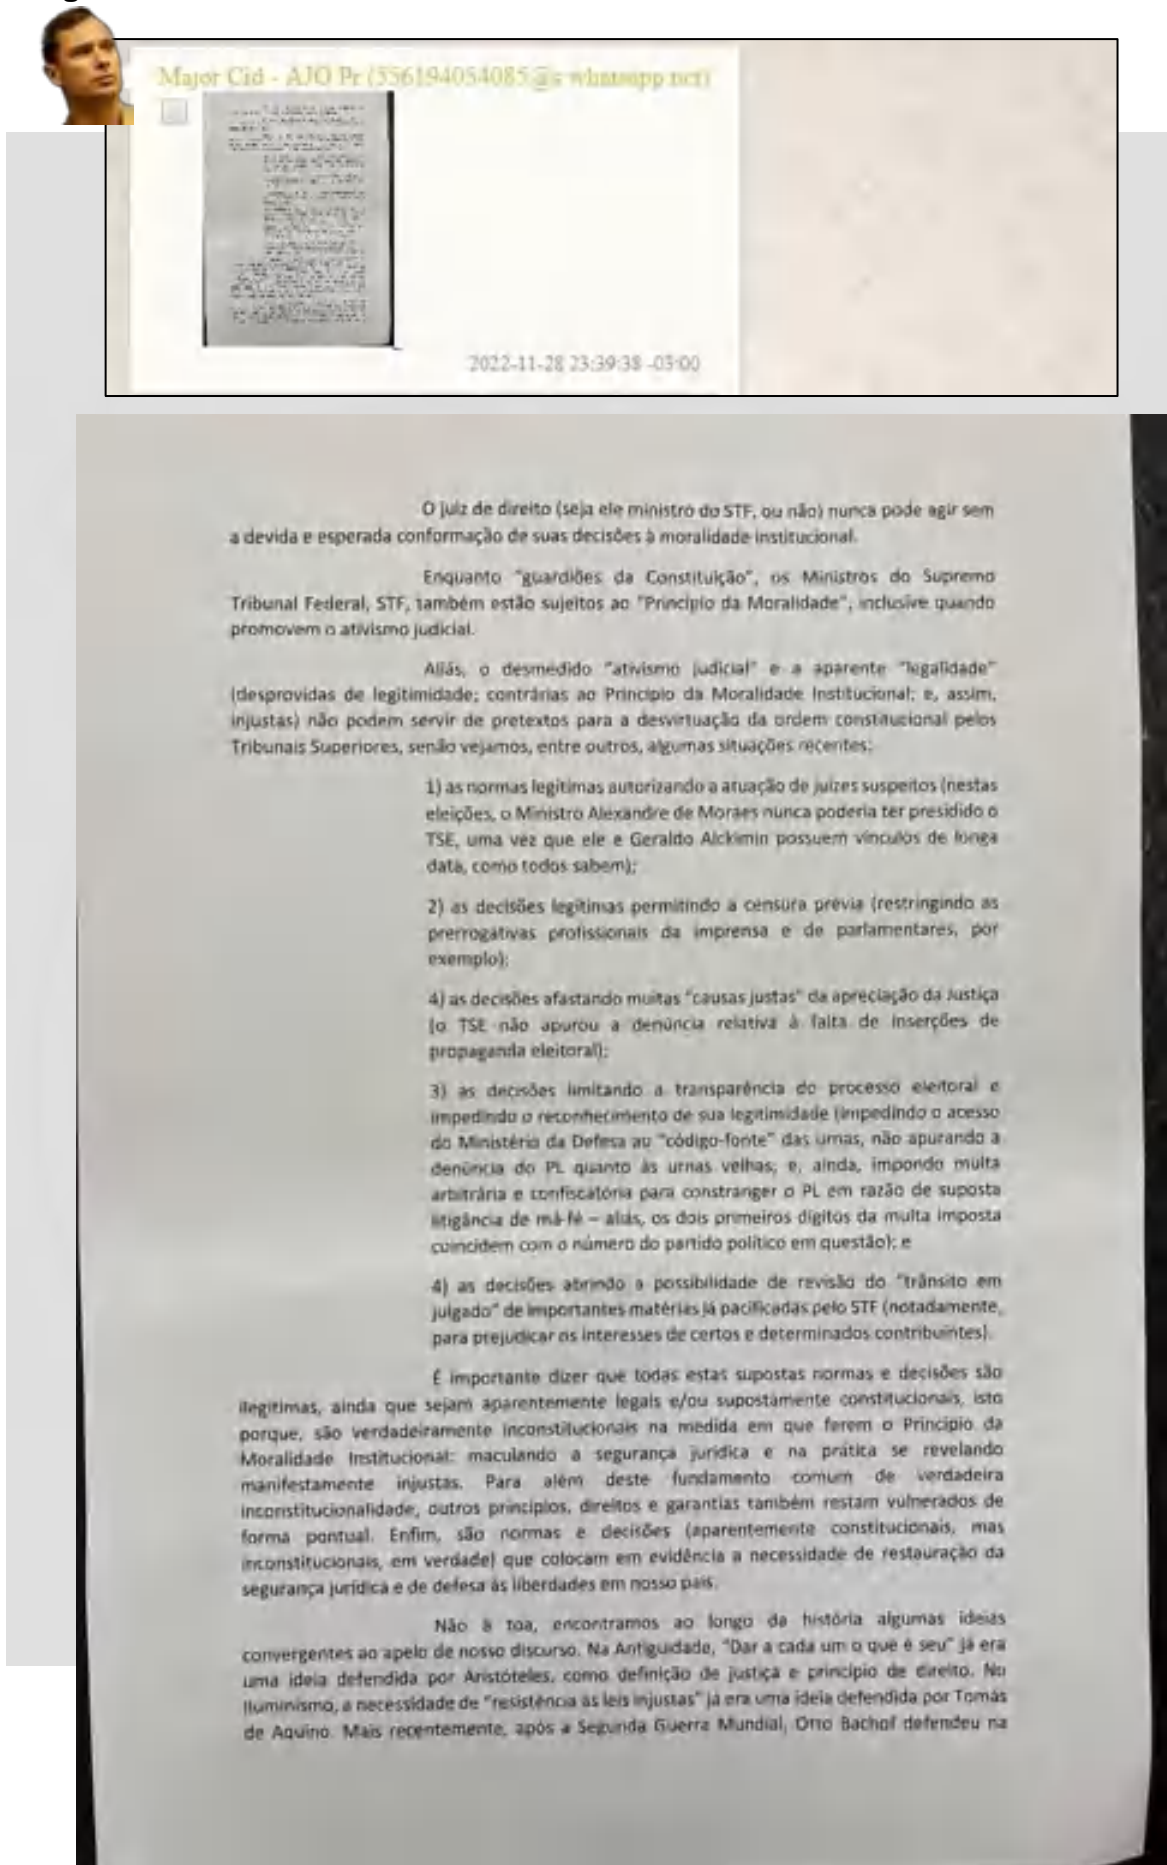 Major Cid - AJO Pr (556194054085@s.whatsapp.net)
2022-11-28 23:39:38 -03:00
O juiz de direito (seja ele ministro do STF, ou não) nunca pode agir sem
a devida e esperada conformação de suas decisões à moralidade institucional.
Enquanto "guardiões da Constituição", os Ministros do Supremo
Tribunal Federal, STF, também estão sujeitos ao "Princípio da Moralidade", inclusive quando
promovem o ativismo judicial.
Aliás, o desmedido "ativismo judicial" e a aparente "legalidade"
(desprovidas de legitimidade; contrárias ao Princípio da Moralidade Institucional; e, assim,
injustas) não podem servir de pretextos para a desvirtuação da ordem constitucional pelos
Tribunais Superiores, senão vejamos, entre outros, algumas situações recentes:
1) as normas legítimas autorizando a atuação de juízes suspeitos (nestas
eleições, o Ministro Alexandre de Moraes nunca poderia ter presidido o
TSE, uma vez que ele e Geraldo Alckimin possuem vínculos de longa
data, como todos sabem);
2) as decisões legítimas permitindo a censura prévia (restringindo as
prerrogativas profissionais da imprensa e de parlamentares, por
exemplo);
4) as decisões afastando muitas "causas justas" da apreciação da Justiça
(o TSE não apurou a denúncia relativa à falta de inserções de
propaganda eleitoral);
3) as decisões limitando a transparência do processo eleitoral e
impedindo o reconhecimento de sua legitimidade (impedindo o acesso
do Ministério da Defesa ao "código-fonte" das urnas, não apurando a
denúncia do PL quanto às urnas velhas; e, ainda, impondo multa
arbitrária e confiscatória para constranger o PL em razão de suposta
litigância de má-fé – aliás, os dois primeiros dígitos da multa imposta
coincidem com o número do partido político em questão); e
4) as decisões abrindo a possibilidade de revisão do "trânsito em
julgado" de importantes matérias já pacificadas pelo STF (notadamente,
para prejudicar os interesses de certos e determinados contribuintes).
É importante dizer que todas estas supostas normas e decisões são
ilegítimas, ainda que sejam aparentemente legais e/ou supostamente constitucionais, isto
porque, são verdadeiramente inconstitucionais na medida em que ferem o Princípio da
Moralidade Institucional: maculando a segurança jurídica e na prática se revelando
manifestamente injustas. Para além deste fundamento comum de verdadeira
inconstitucionalidade, outros princípios, direitos e garantias também restam vulnerados de
forma pontual. Enfim, são normas e decisões (aparentemente constitucionais, mas
inconstitucionais, em verdade) que colocam em evidência a necessidade de restauração da
segurança jurídica e de defesa às liberdades em nosso país.
Não à toa, encontramos ao longo da história algumas ideias
convergentes ao apelo de nosso discurso. Na Antiguidade, "Dar a cada um o que é seu" já era
uma ideia defendida por Aristóteles, como definição de justiça e princípio de direito. No
Iluminismo, a necessidade de "resistência às leis injustas" já era uma ideia defendida por Tomás
de Aquino. Mais recentemente, após a Segunda Guerra Mundial, Otto Bachof defendeu na